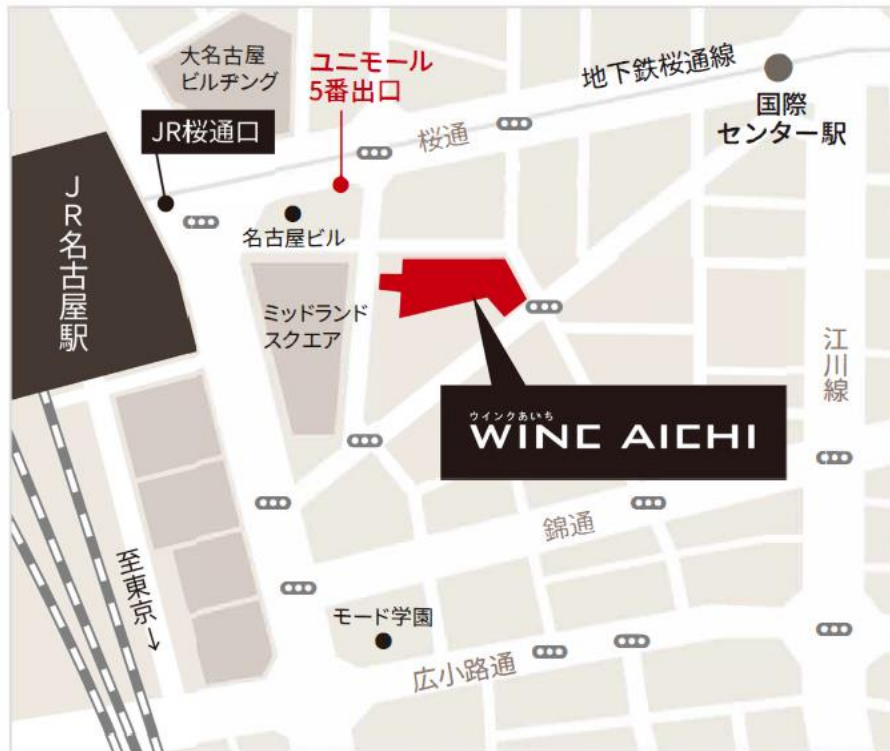 大名古屋
ビルヂング
ユニモール
5番出口
地下鉄桜通線
国際
センター駅
JR桜通口
桜通
JR名古屋駅
名古屋ビル
ミッドランド
スクエア
江川線
ウインクあいち
WINC AICHI
錦通
至東京↓
モード学園
広小路通